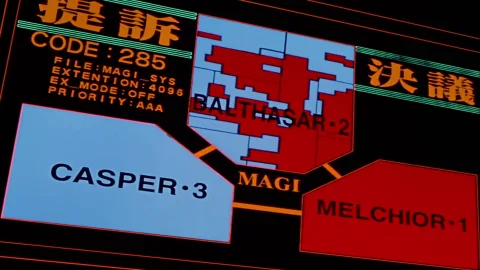 提訴
CODE:285
FILE:MAGI_SYS
EXTENTION:4096
EX_MODE:OFF
PRIORITY:AAA
決議
BALTHASAR・2
CASPER・3
MAGI
MELCHIOR・1